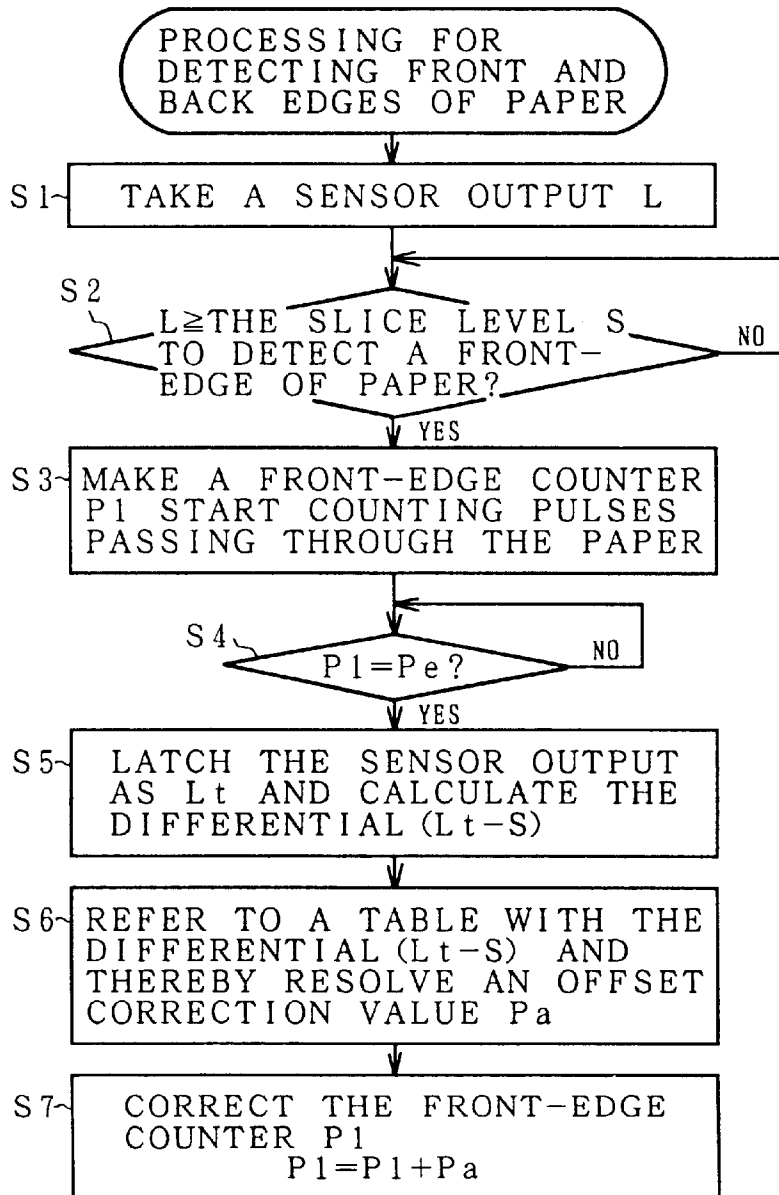 PROCESSING FOR
DETECTING FRONT AND
BACK EDGES OF PAPER
S1
TAKE A SENSOR OUTPUT L
S2
L≧THE SLICE LEVEL S
TO DETECT A FRONT-
EDGE OF PAPER?
NO
YES
S3
MAKE A FRONT-EDGE COUNTER
P1 START COUNTING PULSES
PASSING THROUGH THE PAPER
S4
P1=Pe?
NO
YES
S5
LATCH THE SENSOR OUTPUT
AS Lt AND CALCULATE THE
DIFFERENTIAL(Lt-S)
S6
REFER TO A TABLE WITH THE
DIFFERENTIAL(Lt-S) AND
THEREBY RESOLVE AN OFFSET
CORRECTION VALUE Pa
S7
CORRECT THE FRONT-EDGE
COUNTER P1
P1=P1+Pa